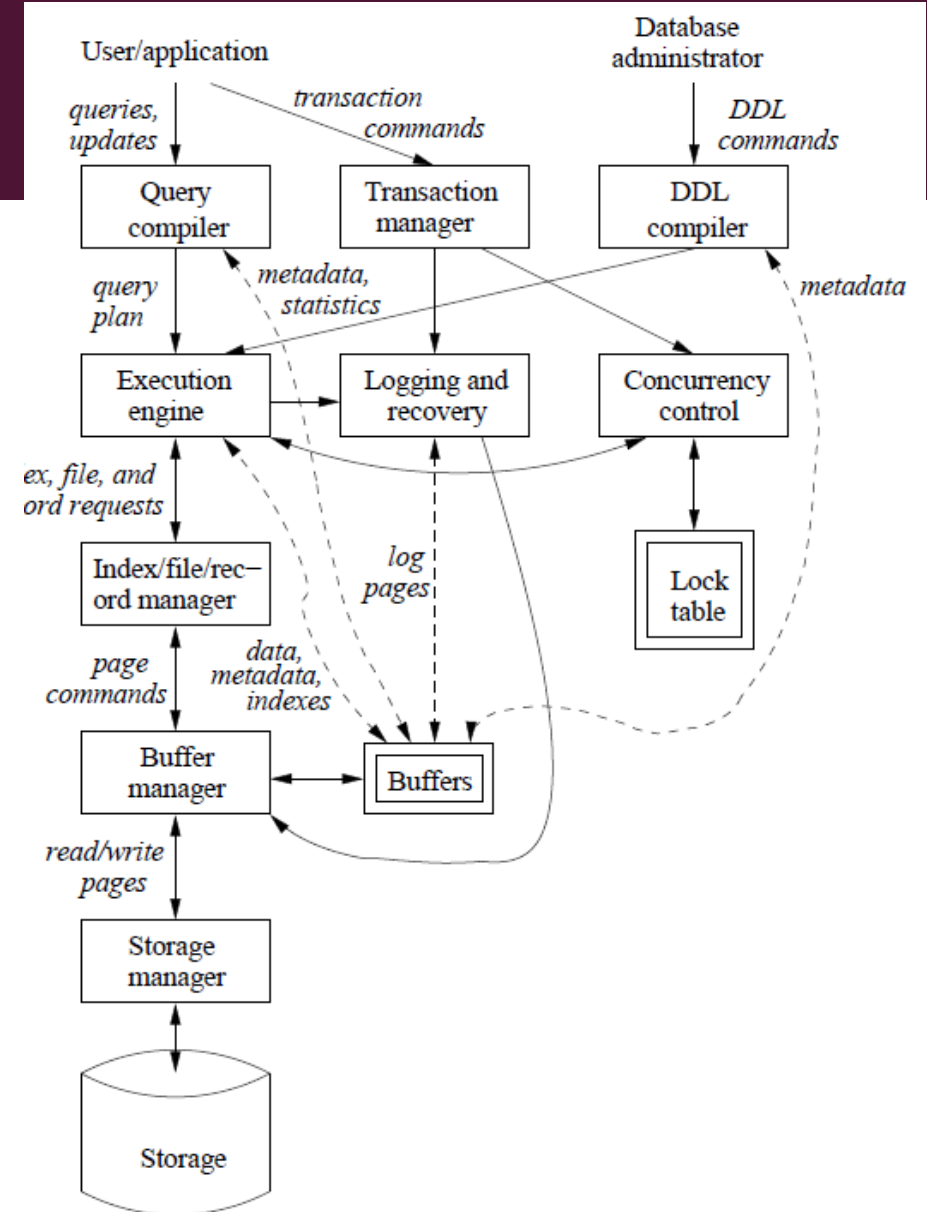 User/application
Database
administrator
queries,
updates
transaction
commands
DDL
commands
Query
compiler
Transaction
manager
DDL
compiler
query
plan
metadata,
statistics
metadata
Execution
engine
Logging and
recovery
Concurrency
control
ex, file, and
ord requests
Index/file/rec–
ord manager
log
pages
Lock
table
page
commands
data,
metadata,
indexes
Buffer
manager
Buffers
read/write
pages
Storage
manager
Storage